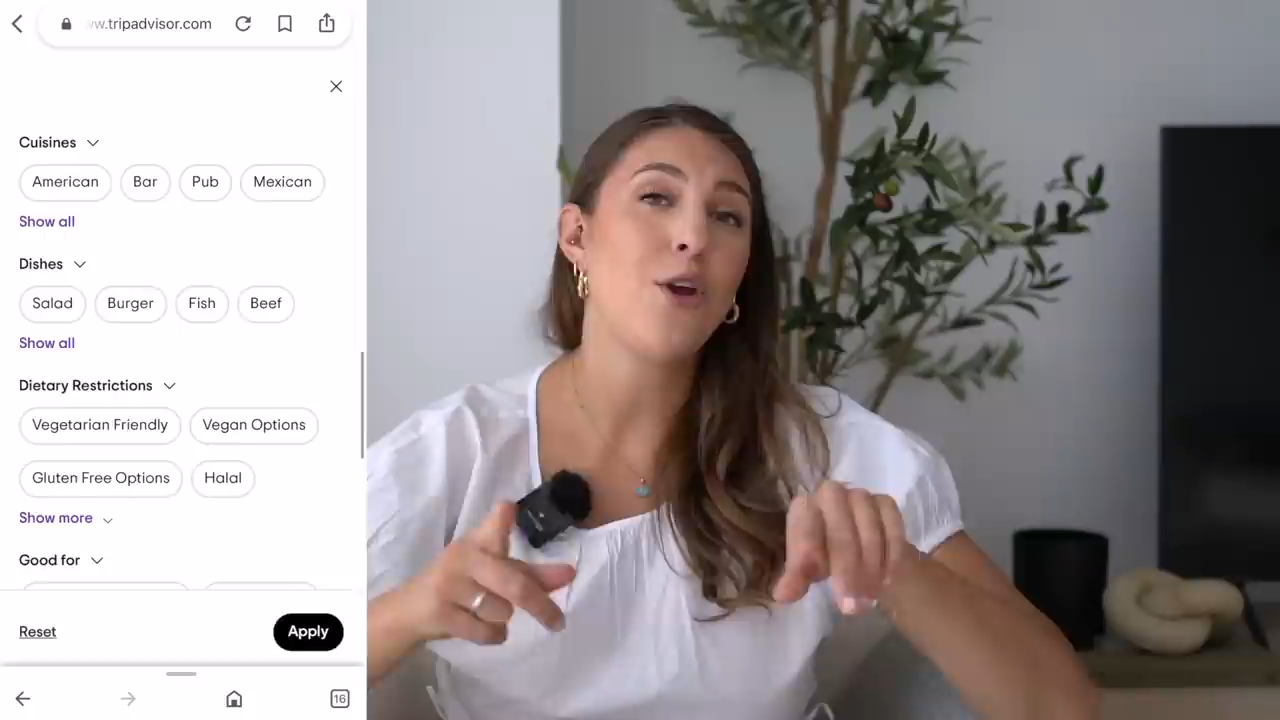 w.tripadvisor.com
Cuisines
American Bar Pub Mexican
Show all
Dishes
Salad Burger Fish Beef
Show all
Dietary Restrictions
Vegetarian Friendly Vegan Options
Gluten Free Options Halal
Show more
Good for
Reset Apply
16